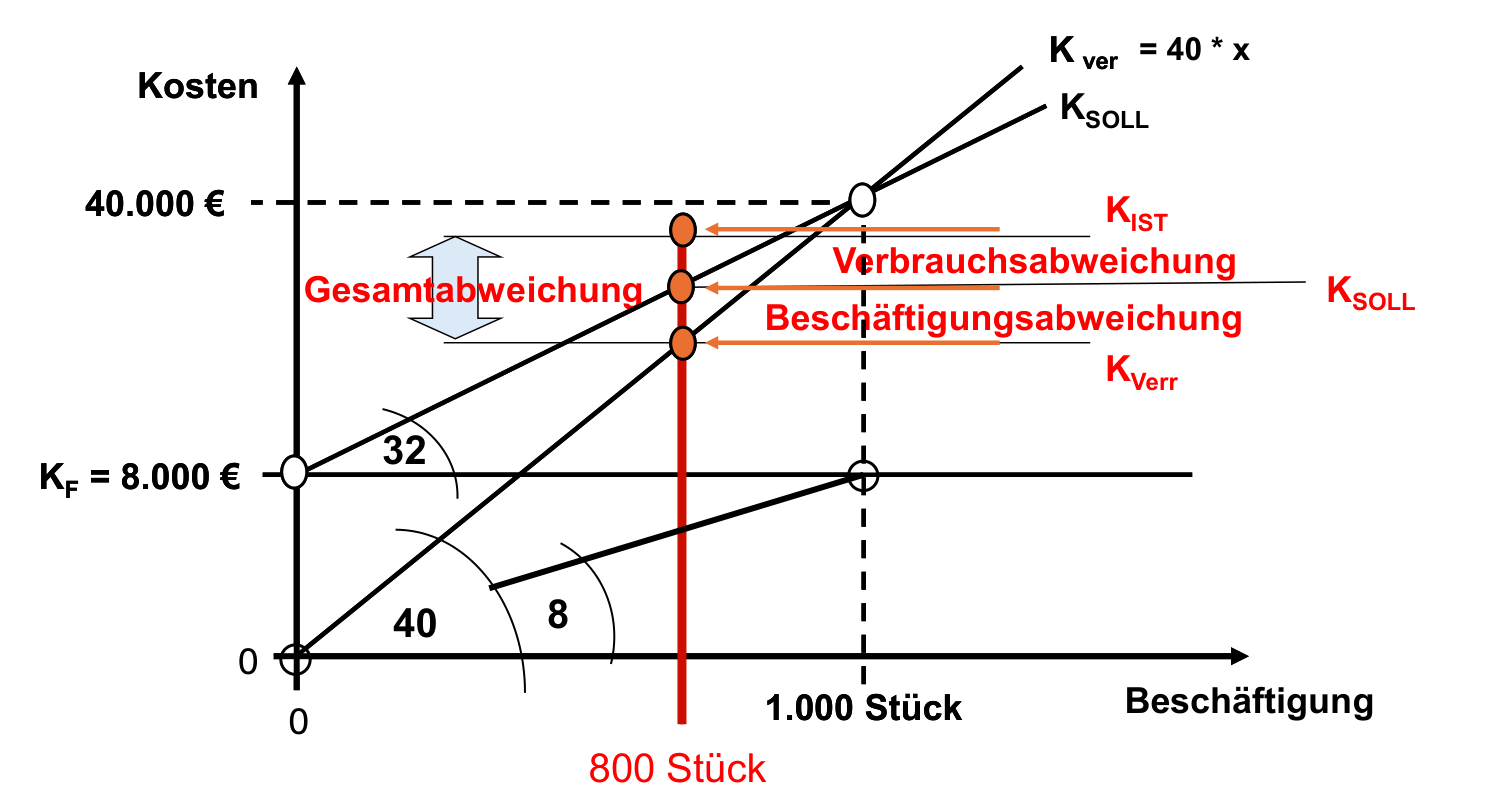 K ver = 40 * x
Kosten
KSOLL
40.000 €
KIST
Verbrauchsabweichung
Gesamtabweichung
KSOLL
Beschäftigungsabweichung
KVerr
32
KF = 8.000 €
40
8
0
1.000 Stück
Beschäftigung
0
800 Stück